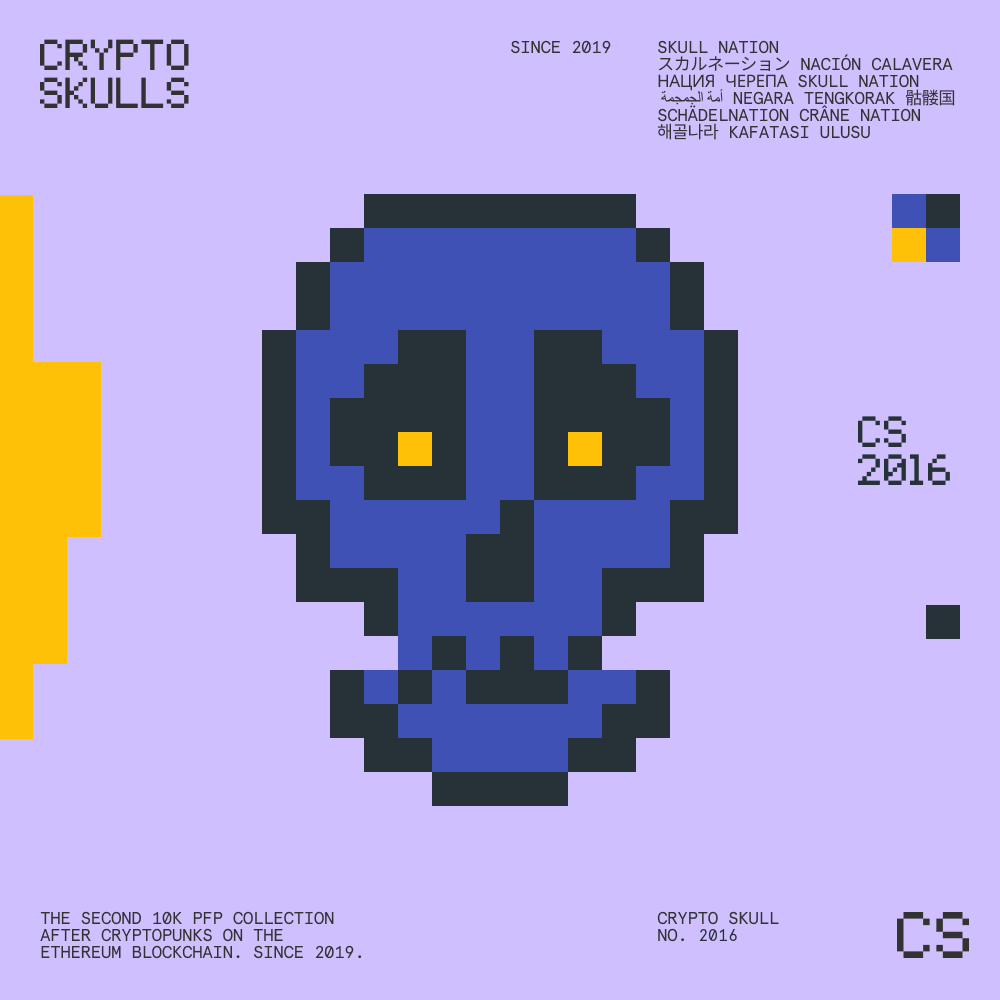 CRYPTO
SKULLS
SINCE 2019
SKULL NATION
スカルネーション NACIÓN CALAVERA
НАЦИЯ ЧЕРЕПА SKULL NATION
أمة الجمجمة NEGARA TENGKORAK 骷髅国
SCHÄDELNATION CRÂNE NATION
해골나라 KAFATASI ULUSU
CS
2016
THE SECOND 10K PFP COLLECTION
AFTER CRYPTOPUNKS ON THE
ETHEREUM BLOCKCHAIN. SINCE 2019.
CRYPTO SKULL
NO. 2016
CS